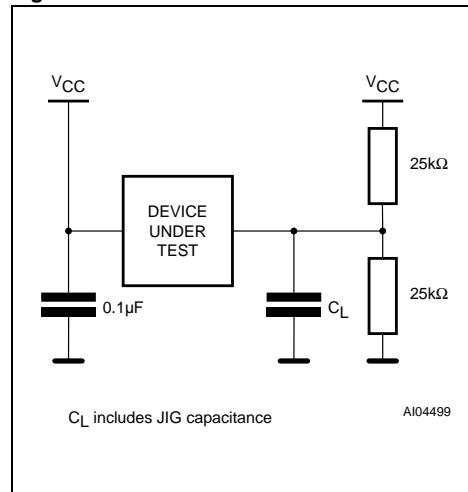 VCC
VCC
25kΩ
DEVICE
UNDER
TEST
25kΩ
0.1µF
CL
CL includes JIG capacitance
AI04499